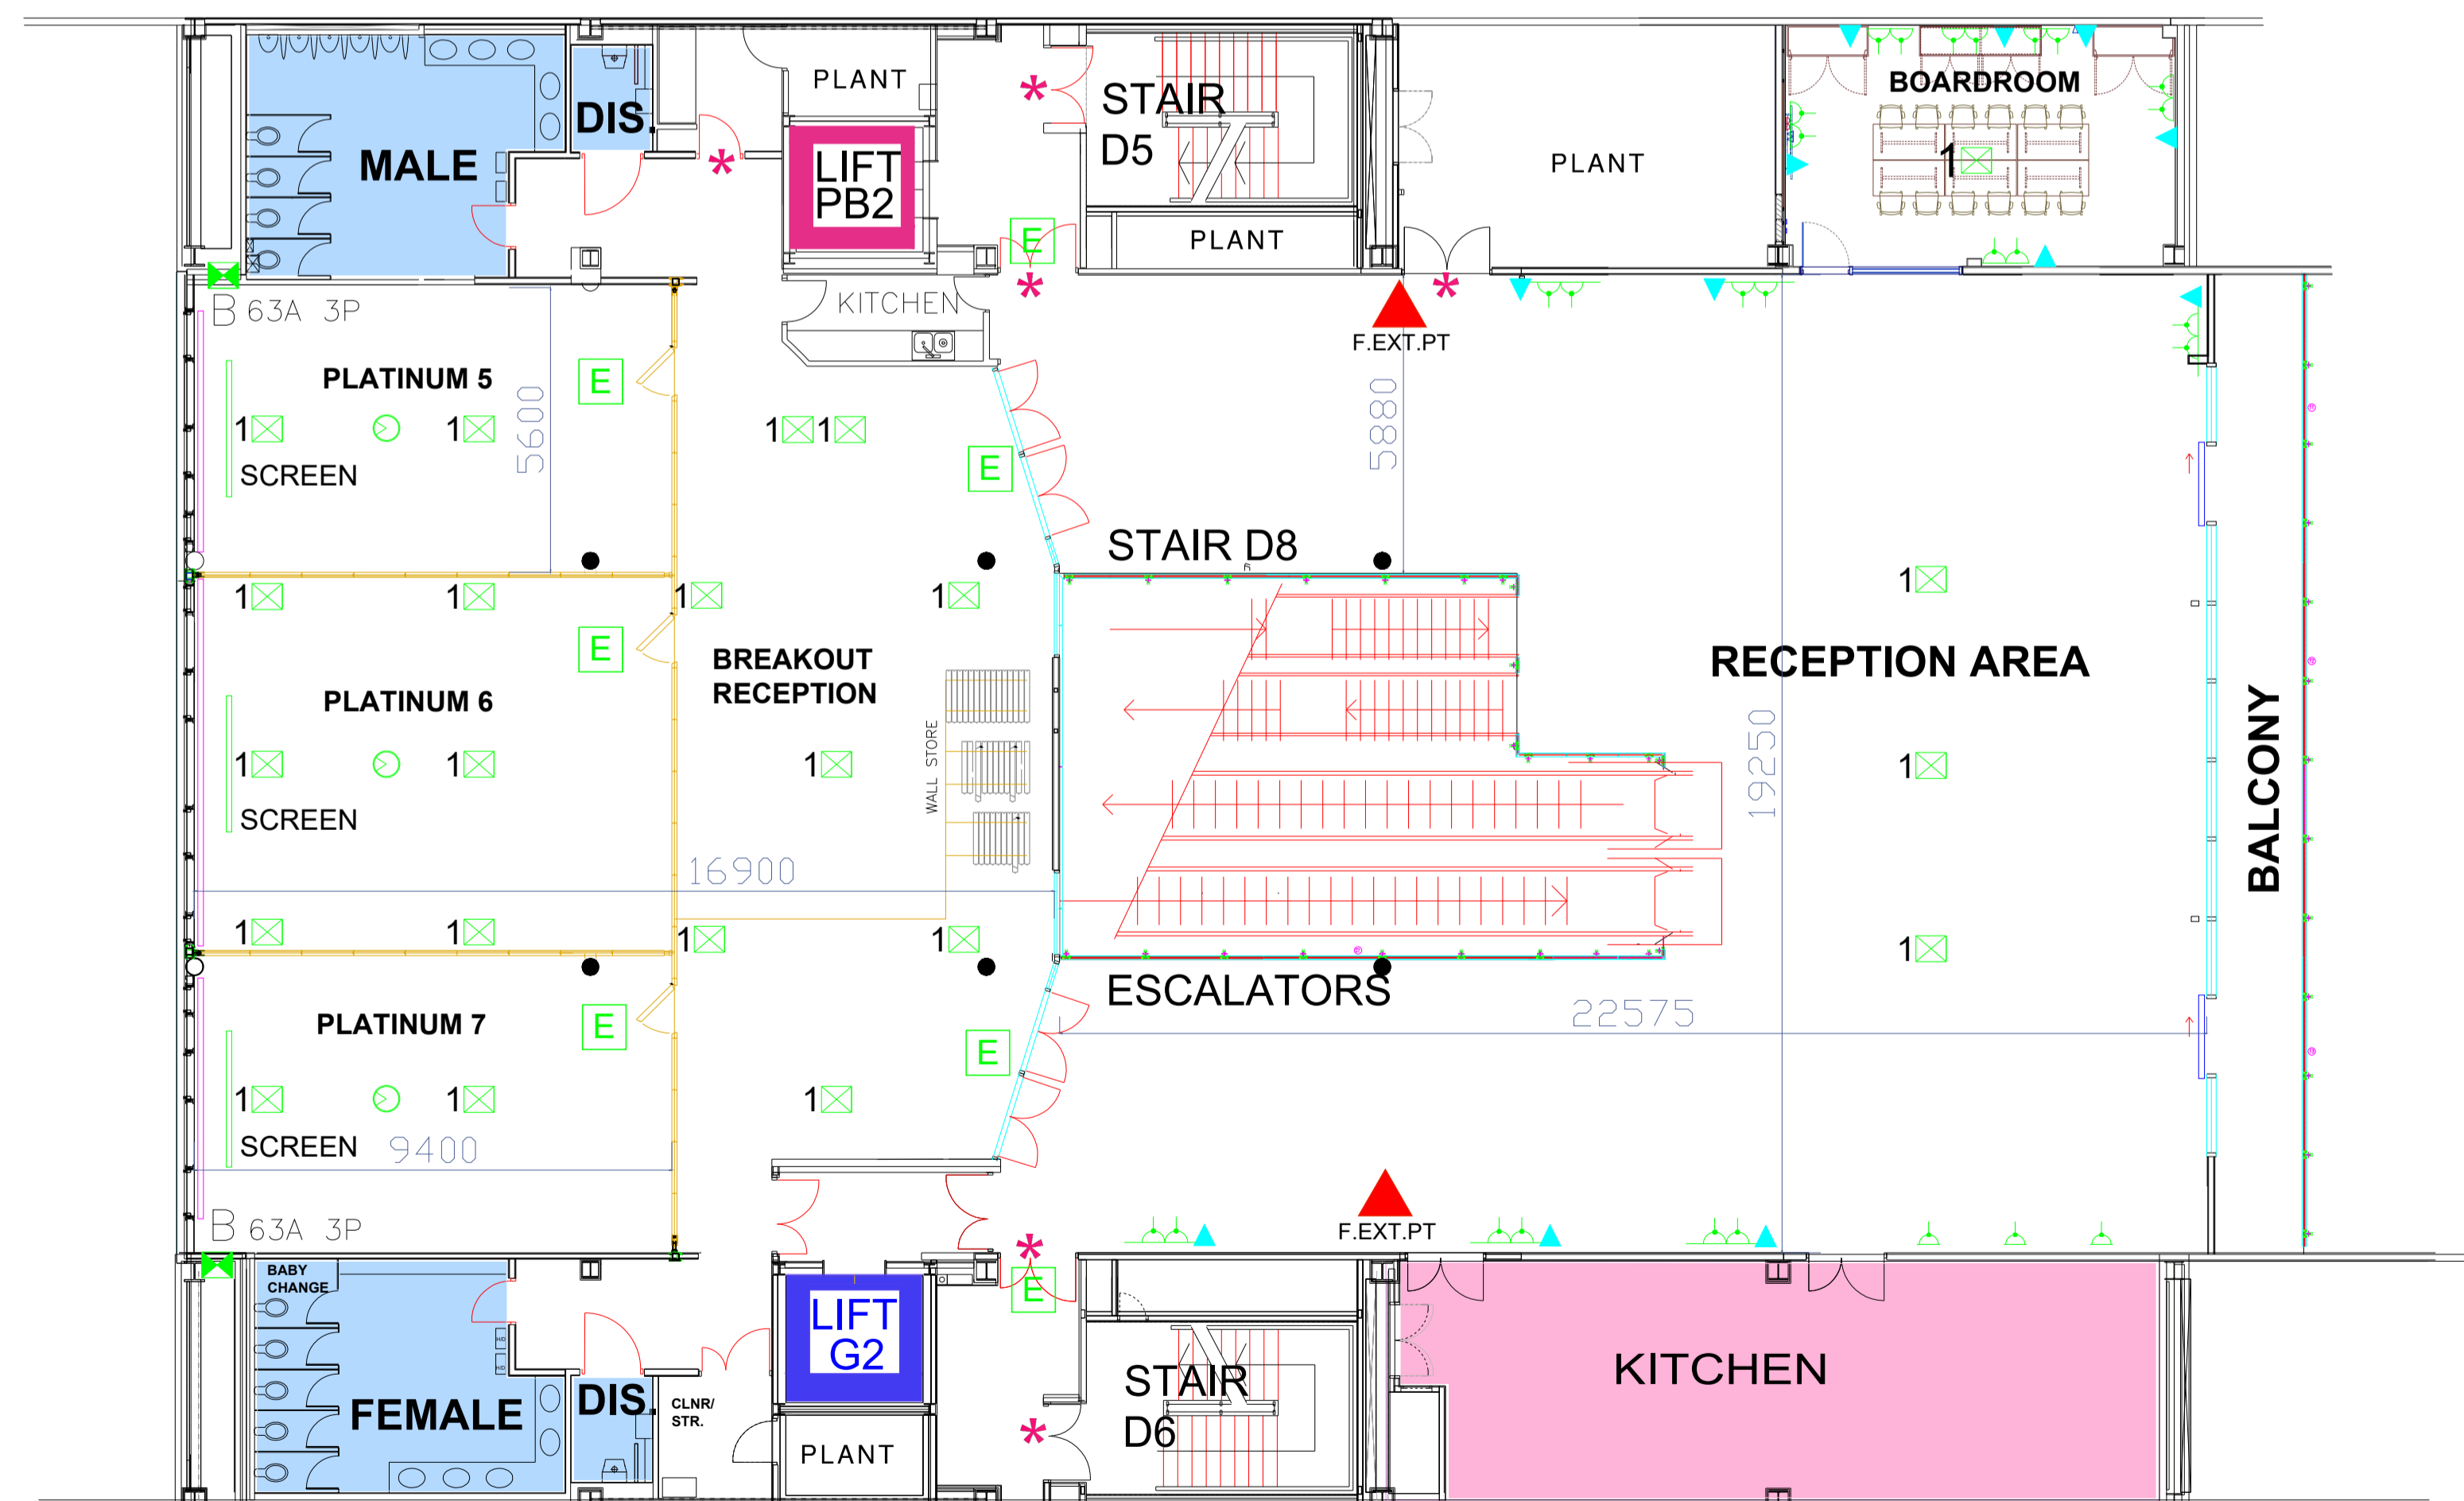 MALE
DIS.
PLANT
LIFT
PB2
*
*
STAIR
D5
PLANT
PLANT
BOARDROOM
1
E
*
*
B 63A 3P
KITCHEN
F.EXT.PT
PLATINUM 5
E
5600
1
1
1
1
SCREEN
E
5880
STAIR D8
1
1
1
1
1
E
BREAKOUT
RECEPTION
RECEPTION AREA
PLATINUM 6
WALL STORE
19250
BALCONY
1
1
1
1
SCREEN
16900
1
1
1
1
1
ESCALATORS
22575
PLATINUM 7
E
E
1
1
1
SCREEN
9400
B 63A 3P
F.EXT.PT
*
BABY
CHANGE
E
LIFT
G2
FEMALE
DIS.
CLNR/
STR.
PLANT
*
STAIR
D6
KITCHEN